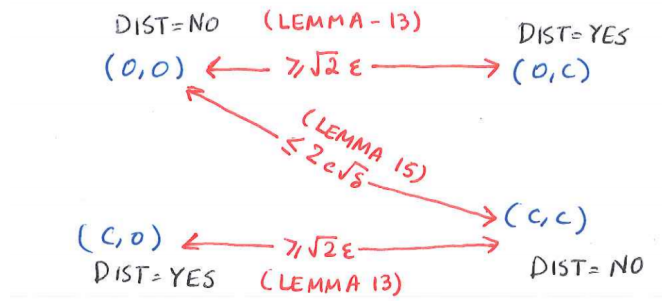 DIST=NO (LEMMA-13) DIST=YES
(0,0) ⩾√2 ε (0,C)
(LEMMA 15)
≤2c√δ
(C,C)
(C,0) ⩾√2ε
DIST=YES (LEMMA 13) DIST=NO